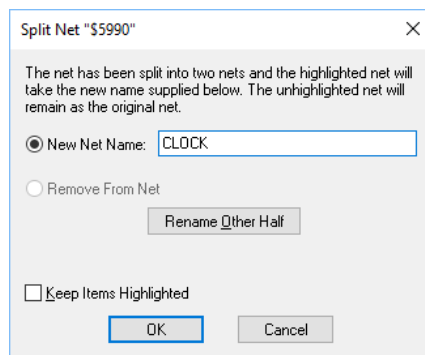 Split Net "$5990"
The net has been split into two nets and the highlighted net will
take the new name supplied below. The unhighlighted net will
remain as the original net.
New Net Name: CLOCK
Remove From Net
Rename Other Half
Keep Items Highlighted
OK Cancel